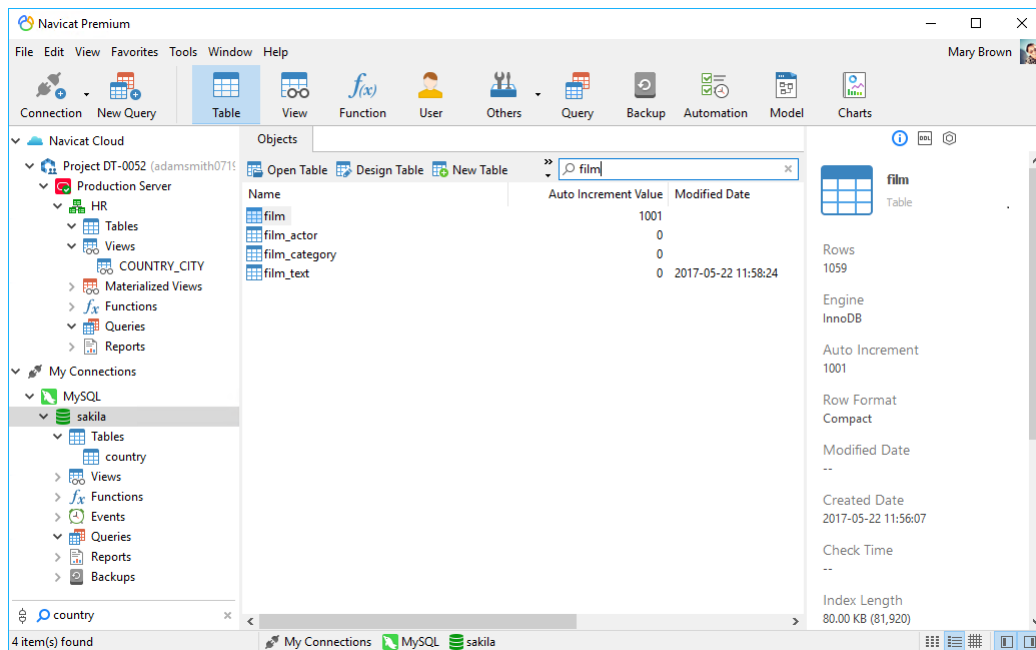 Navicat Premium
File Edit View Favorites Tools Window Help
Mary Brown
Connection New Query Table View Function User Others Query Backup Automation Model Charts
Navicat Cloud
Project DT-0052 (adamsmith0719
Production Server
HR
Tables
Views
COUNTRY_CITY
Materialized Views
Functions
Queries
Reports
My Connections
MySQL
sakila
Tables
country
Views
Functions
Events
Queries
Reports
Backups
country
4 item(s) found
Objects
Open Table Design Table New Table film
Name Auto Increment Value Modified Date
film 1001
film_actor 0
film_category 0
film_text 0 2017-05-22 11:58:24
My Connections MySQL sakila
DDL
film
Table
Rows
1059
Engine
InnoDB
Auto Increment
1001
Row Format
Compact
Modified Date
--
Created Date
2017-05-22 11:56:07
Check Time
--
Index Length
80.00 KB (81,920)